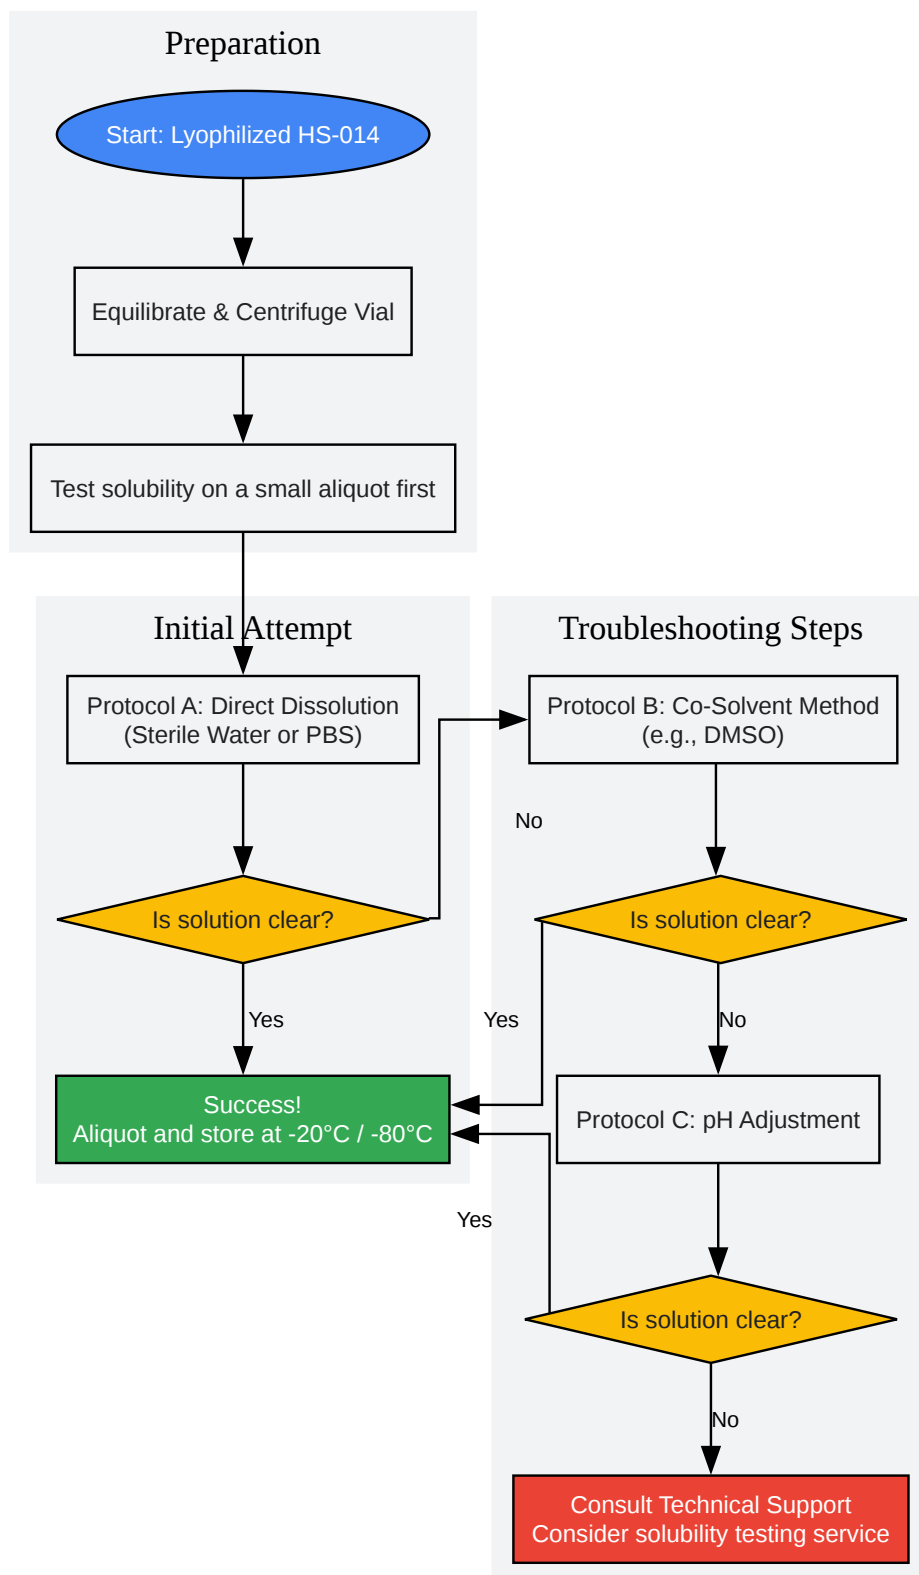 Preparation
Start: Lyophilized HS-014
Equilibrate & Centrifuge Vial
Test solubility on a small aliquot first
Initial Attempt
Protocol A: Direct Dissolution
(Sterile Water or PBS)
Is solution clear?
Yes
Success!
Aliquot and store at -20°C / -80°C
Troubleshooting Steps
Protocol B: Co-Solvent Method
(e.g., DMSO)
No
Is solution clear?
Yes
No
Protocol C: pH Adjustment
Yes
Is solution clear?
No
Consult Technical Support
Consider solubility testing service